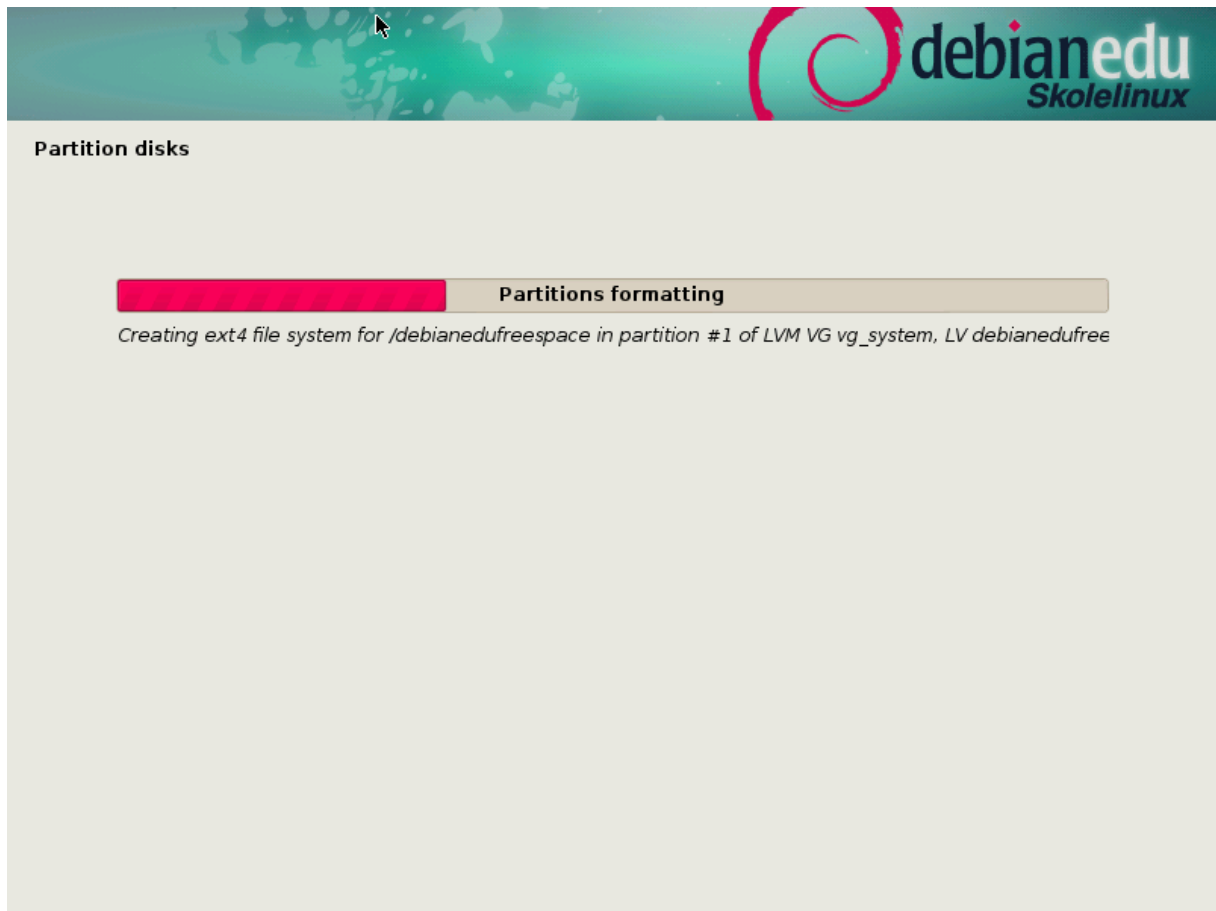 debianedu
Skolelinux
Partition disks
Partitions formatting
Creating ext4 file system for /debianedufreespace in partition #1 of LVM VG vg_system, LV debianedufree